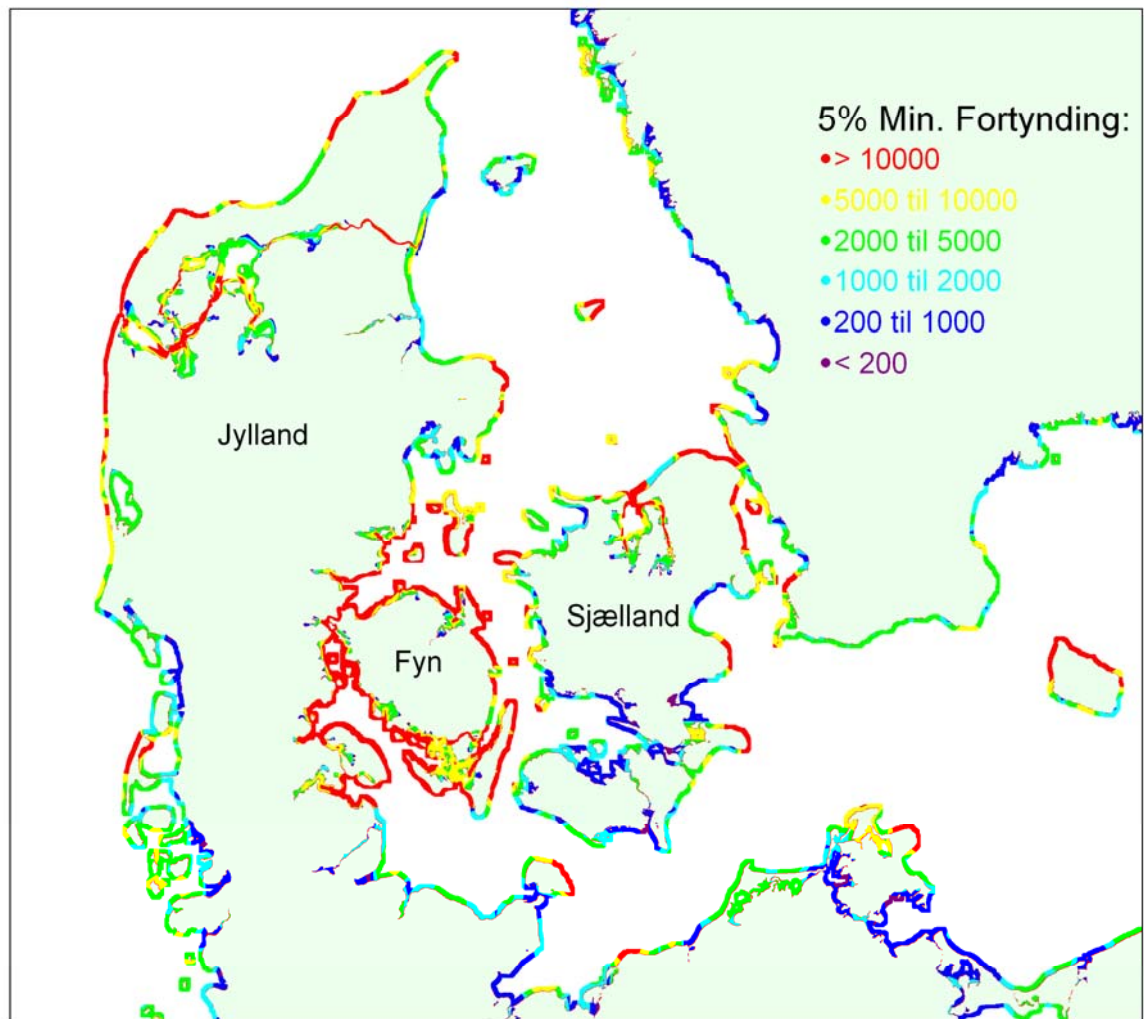 5% Min. Fortynding:
•> 10000
•5000 til 10000
•2000 til 5000
•1000 til 2000
•200 til 1000
•< 200
Jylland
Sjælland
Fyn